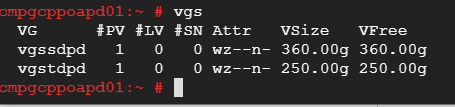 cmpgcppoapd01:~ # vgs
VG #PV #LV #SN Attr VSize VFree
vgssdpd 1 0 0 wz--n- 360.00g 360.00g
vgstdpd 1 0 0 wz--n- 250.00g 250.00g
cmpgcppoapd01:~ #